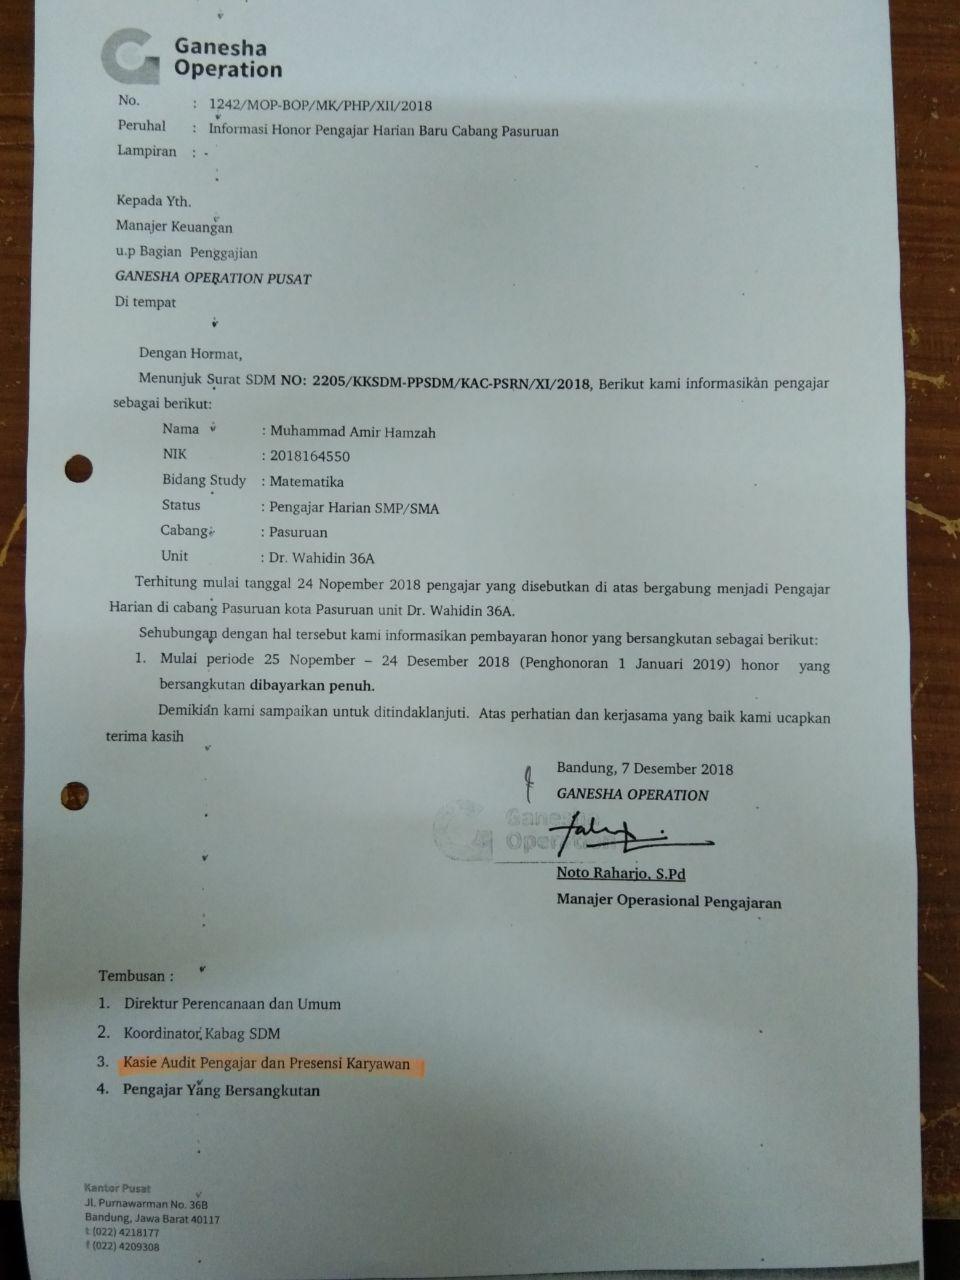 Ganesha
Operation
No. : 1242/MOP-BOP/MK/PHP/XII/2018
Peruhal : Informasi Honor Pengajar Harian Baru Cabang Pasuruan
Lampiran : -
Kepada Yth.
Manajer Keuangan
u.p Bagian Penggajian
GANESHA OPERATION PUSAT
Di tempat
Dengan Hormat,
Menunjuk Surat SDM NO: 2205/KKSDM-PPSDM/KAC-PSRN/XI/2018, Berikut kami informasikan pengajar
sebagai berikut:
Nama : Muhammad Amir Hamzah
NIK : 2018164550
Bidang Study : Matematika
Status : Pengajar Harian SMP/SMA
Cabang : Pasuruan
Unit : Dr. Wahidin 36A
Terhitung mulai tanggal 24 Nopember 2018 pengajar yang disebutkan di atas bergabung menjadi Pengajar
Harian di cabang Pasuruan kota Pasuruan unit Dr. Wahidin 36A.
Sehubungan dengan hal tersebut kami informasikan pembayaran honor yang bersangkutan sebagai berikut:
1. Mulai periode 25 Nopember – 24 Desember 2018 (Penghonoran 1 Januari 2019) honor yang
bersangkutan dibayarkan penuh.
Demikian kami sampaikan untuk ditindaklanjuti. Atas perhatian dan kerjasama yang baik kami ucapkan
terima kasih
Bandung, 7 Desember 2018
GANESHA OPERATION
Ganesha
Operation
Noto Raharjo, S.Pd
Manajer Operasional Pengajaran
Tembusan :
1. Direktur Perencanaan dan Umum
2. Koordinator Kabag SDM
3. Kasie Audit Pengajar dan Presensi Karyawan
4. Pengajar Yang Bersangkutan
Kantor Pusat
Jl. Purnawarman No. 36B
Bandung, Jawa Barat 40117
t (022) 4218177
f (022) 4209308